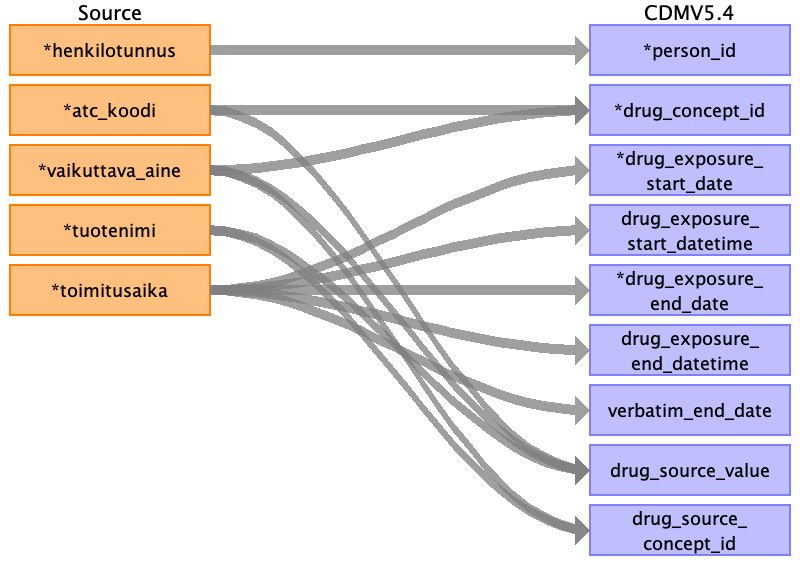 Source
CDMV5.4
*henkilotunnus
*person_id
*atc_koodi
*drug_concept_id
*vaikuttava_aine
*drug_exposure_
start_date
*tuotenimi
drug_exposure_
start_datetime
*toimitusaika
*drug_exposure_
end_date
drug_exposure_
end_datetime
verbatim_end_date
drug_source_value
drug_source_
concept_id